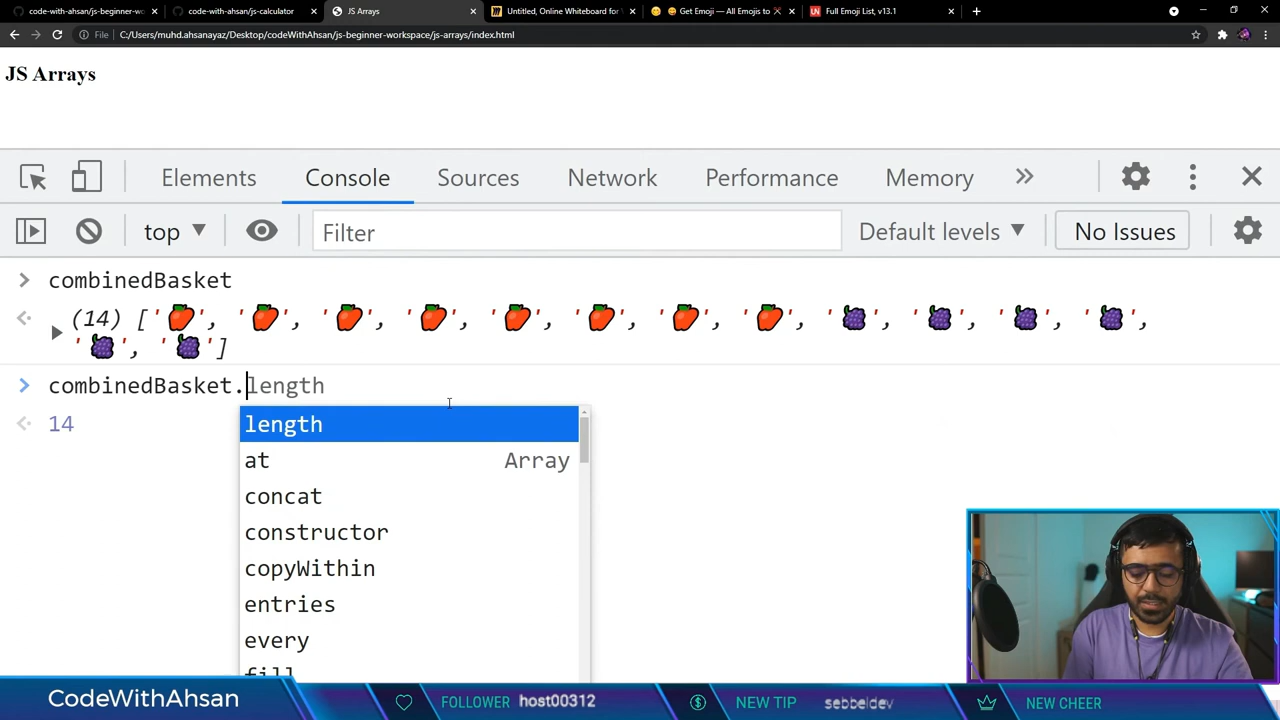 code-with-ahsan/js-beginner-wo
code-with-ahsan/js-calculator
JS Arrays
Untitled, Online Whiteboard for
Get Emoji — All Emojis to
Full Emoji List, v13.1
File
C:/Users/muhd.ahsanayaz/Desktop/codeWithAhsan/js-beginner-workspace/js-arrays/index.html
JS Arrays
Elements Console Sources Network Performance Memory
top Filter Default levels No Issues
combinedBasket
(14) ['🥭', '🥭', '🥭', '🥭', '🥭', '🥭', '🥭', '🥭', '🍇', '🍇', '🍇', '🍇',
'🍇', '🍇']
combinedBasket.length
14
length
at Array
concat
constructor
copyWithin
entries
every
fill
CodeWithAhsan
FOLLOWER host00312
NEW TIP sebbeldev
NEW CHEER